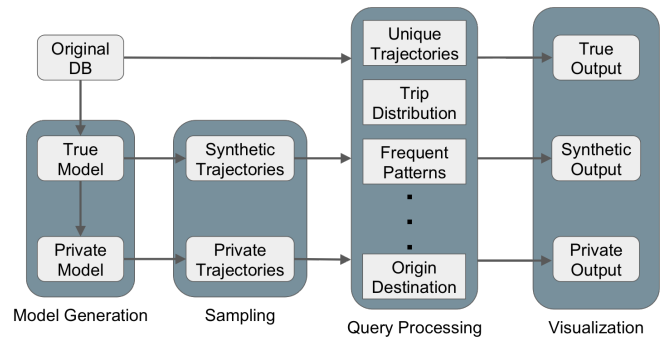 Original
DB
True
Model
Private
Model
Model Generation
Synthetic
Trajectories
Private
Trajectories
Sampling
Unique
Trajectories
Trip
Distribution
Frequent
Patterns
Origin
Destination
Query Processing
True
Output
Synthetic
Output
Private
Output
Visualization